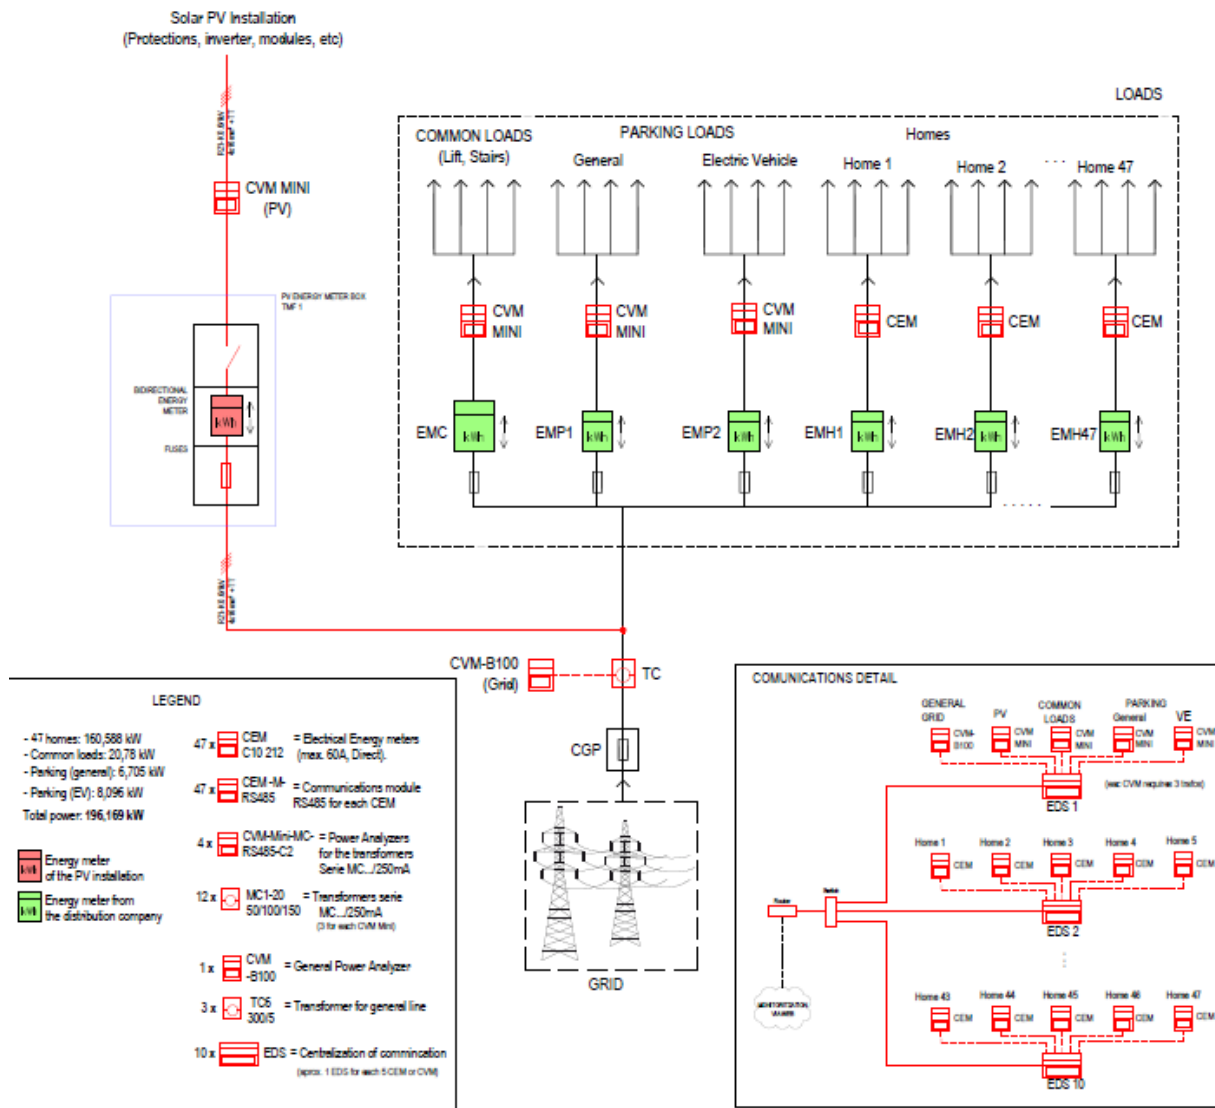 Solar PV Installation
(Protections, inverter, modules, etc)
CVM MINI
(PV)
PV ENERGY METER BOX
TMF 1
BIDIRECTIONAL
ENERGY
METER
kWh
FUSES
LOADS
COMMON LOADS
(Lift, Stairs)
PARKING LOADS
General
Electric Vehicle
Homes
Home 1
Home 2
Home 47
CVM
MINI
CVM
MINI
CVM
MINI
CEM
CEM
CEM
EMC
kWh
EMP1
kWh
EMP2
kWh
EMH1
kWh
EMH2
kWh
EMH47
kWh
CVM-B100
(Grid)
TC
CGP
GRID
LEGEND
- 47 homes: 160,588 kW
- Common loads: 20,78 kW
- Parking (general): 6,705 kW
- Parking (EV): 8,096 kW
Total power: 196,169 kW
kWh
Energy meter
of the PV installation
kWh
Energy meter from
the distribution company
47 x CEM C10 212 = Electrical Energy meters
(max. 60A, Direct).
47 x CEM -M- RS485 = Communications module
RS485 for each CEM
4 x CVM-Mini-MC- RS485-C2 = Power Analyzers
for the transformers
Serie MC.../250mA
12 x MC1-20 50/100/150 = Transformers serie
MC.../250mA
(3 for each CVM Mini)
1 x CVM -B100 = General Power Analyzer
3 x TC6 300/5 = Transformer for general line
10 x EDS = Centralization of commincation
(aprox. 1 EDS for each 5 CEM or CVM)
COMUNICATIONS DETAIL
GENERAL
GRID
PV
COMMON
LOADS
PARKING
General
VE
CVM-
B100
CVM
MINI
CVM
MINI
CVM
MINI
CVM
MINI
EDS 1
(eac CVM requires 3 trafos)
Home 1
Home 2
Home 3
Home 4
Home 5
CEM
CEM
CEM
CEM
CEM
EDS 2
Router
Switch
Home 43
Home 44
Home 45
Home 46
Home 47
CEM
CEM
CEM
CEM
CEM
EDS 10